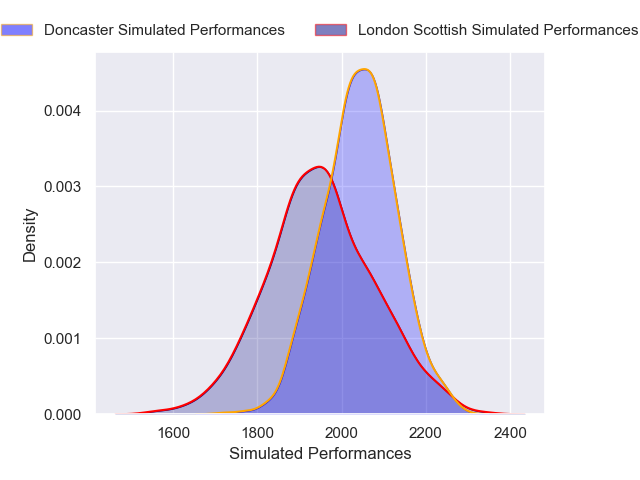 Doncaster Simulated Performances London Scottish Simulated Performances
0.004
0.003
0.002
0.001
0.000
Density
1600 1800 2000 2200 2400
Simulated Performances